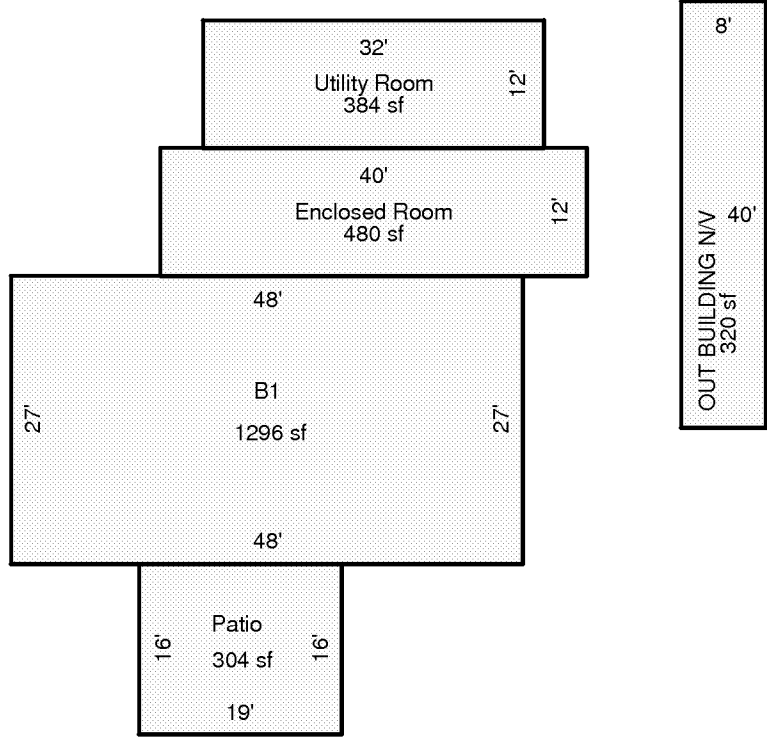 32'
Utility Room
384 sf
12'
40'
Enclosed Room
480 sf
12'
48'
27'
B1
1296 sf
27'
48'
Patio
16'
304 sf
16'
19'
8'
40'
OUT BUILDING N/V
320 sf